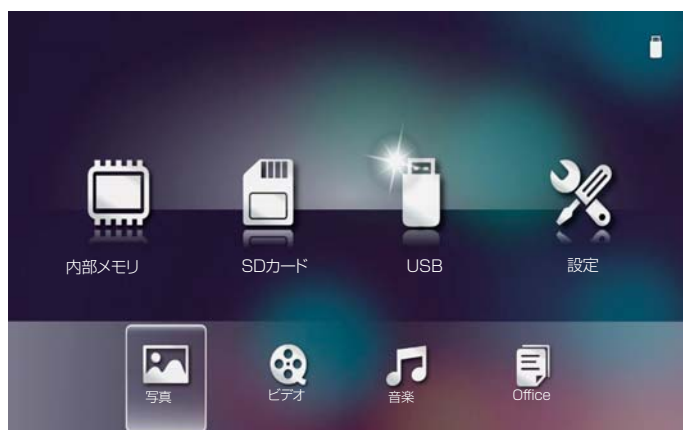 内部メモリ
SDカード
USB
設定
写真
ビデオ
音楽
Office